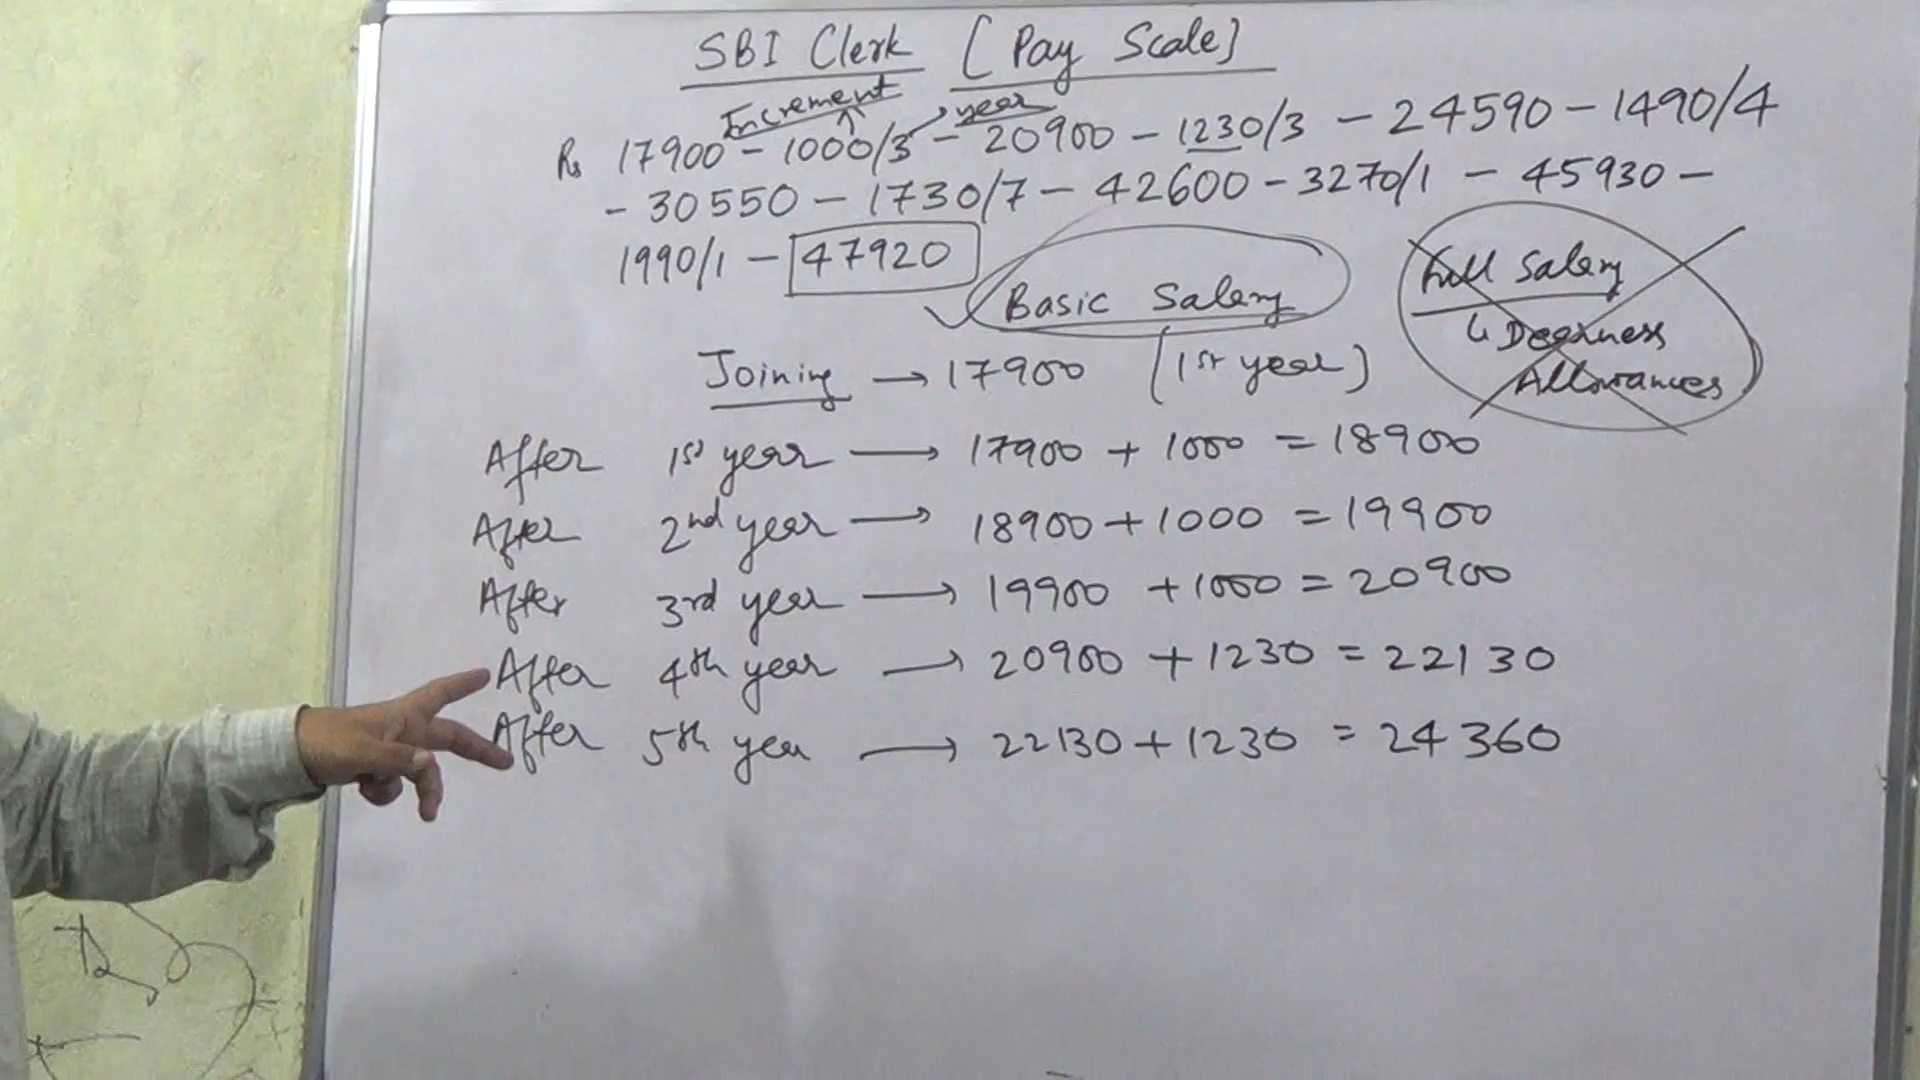 SBI Clerk [Pay Scale]
Increment year
Rs 17900 - 1000/3 - 20900 - 1230/3 - 24590 - 1490/4
- 30550 - 1730/7 - 42600 - 3270/1 - 45930 -
1990/1 - 47920
Basic Salary
Full Salary
Dearness
Allowances
Joining → 17900 (1st year)
After 1st year → 17900 + 1000 = 18900
After 2nd year → 18900 + 1000 = 19900
After 3rd year → 19900 + 1000 = 20900
After 4th year → 20900 + 1230 = 22130
After 5th year → 22130 + 1230 = 24360